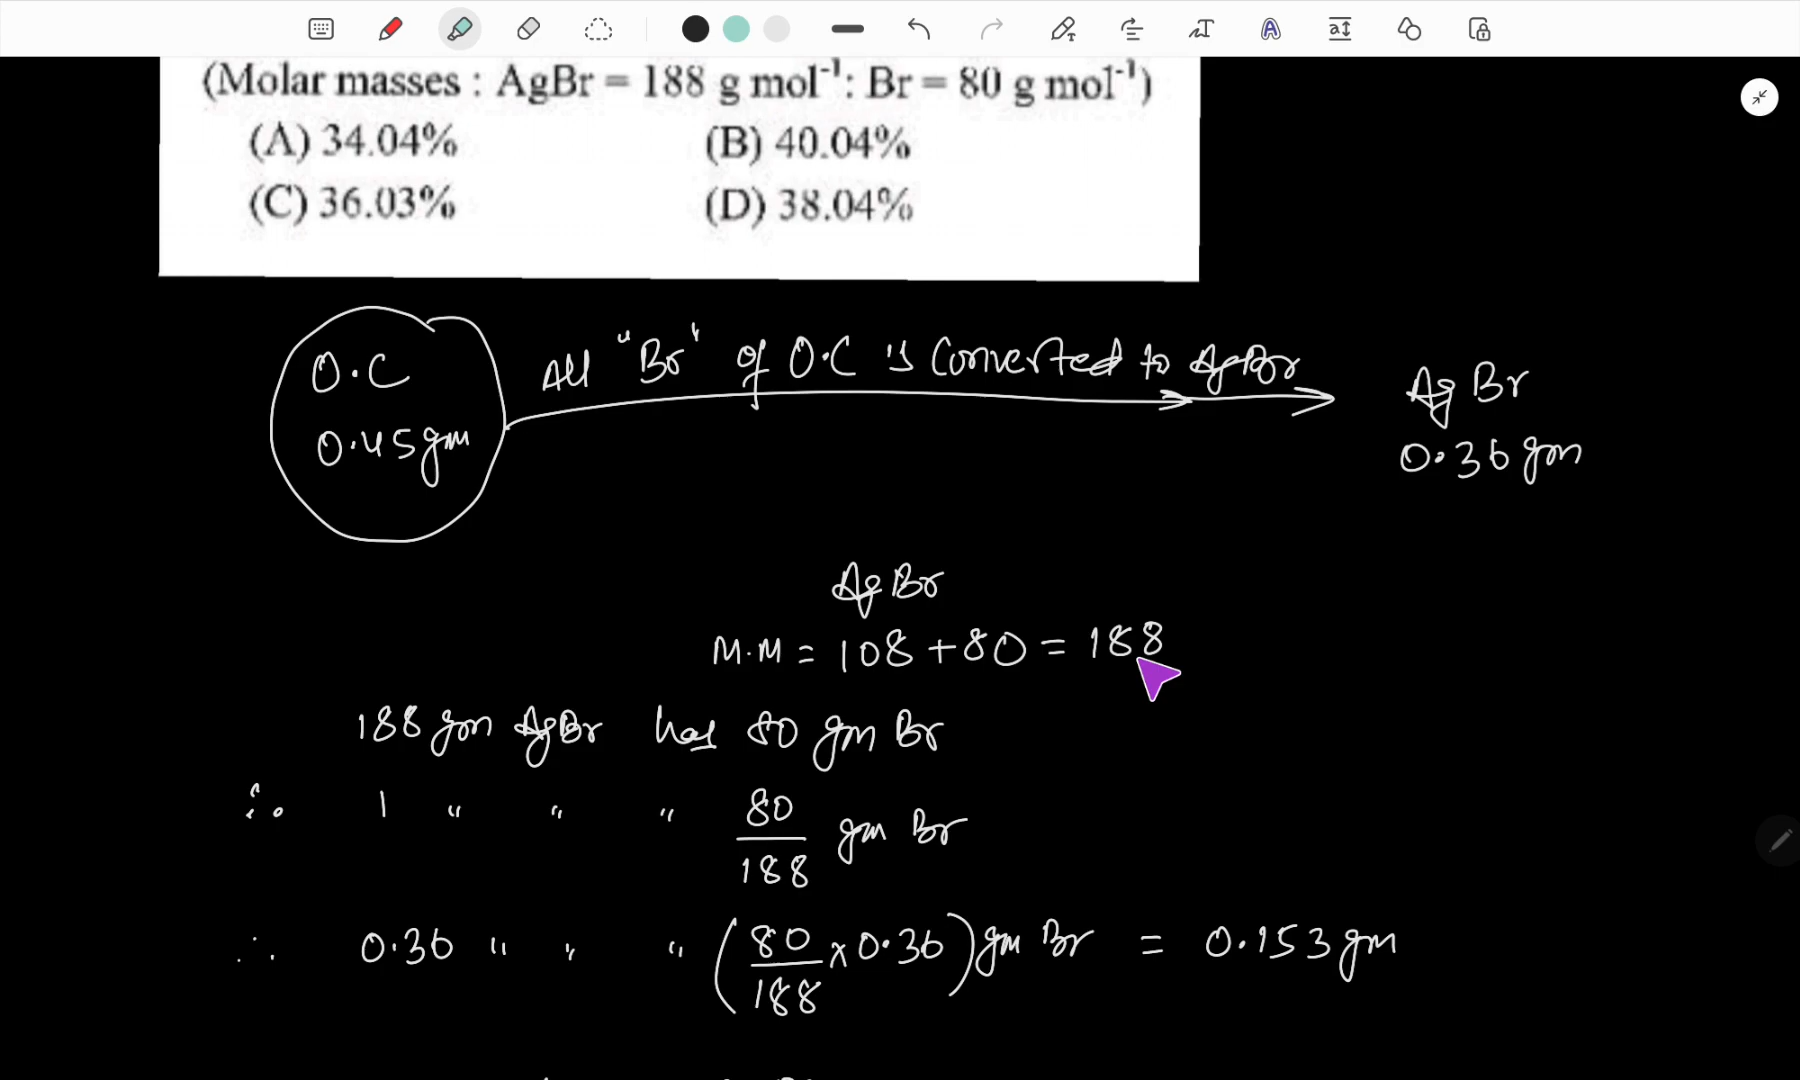 (Molar masses : AgBr = 188 g mol⁻¹: Br = 80 g mol⁻¹)
(A) 34.04% (B) 40.04%
(C) 36.03% (D) 38.04%
O.C
0.45gm
All "Br" of O.C is Converted to AgBr
AgBr
0.36 gm
AgBr
M.M = 108 + 80 = 188
188 gm AgBr has 80 gm Br
∴ 1 " " " 80/188 gm Br
∴ 0.36 " " " (80/188 x 0.36) gm Br = 0.153 gm